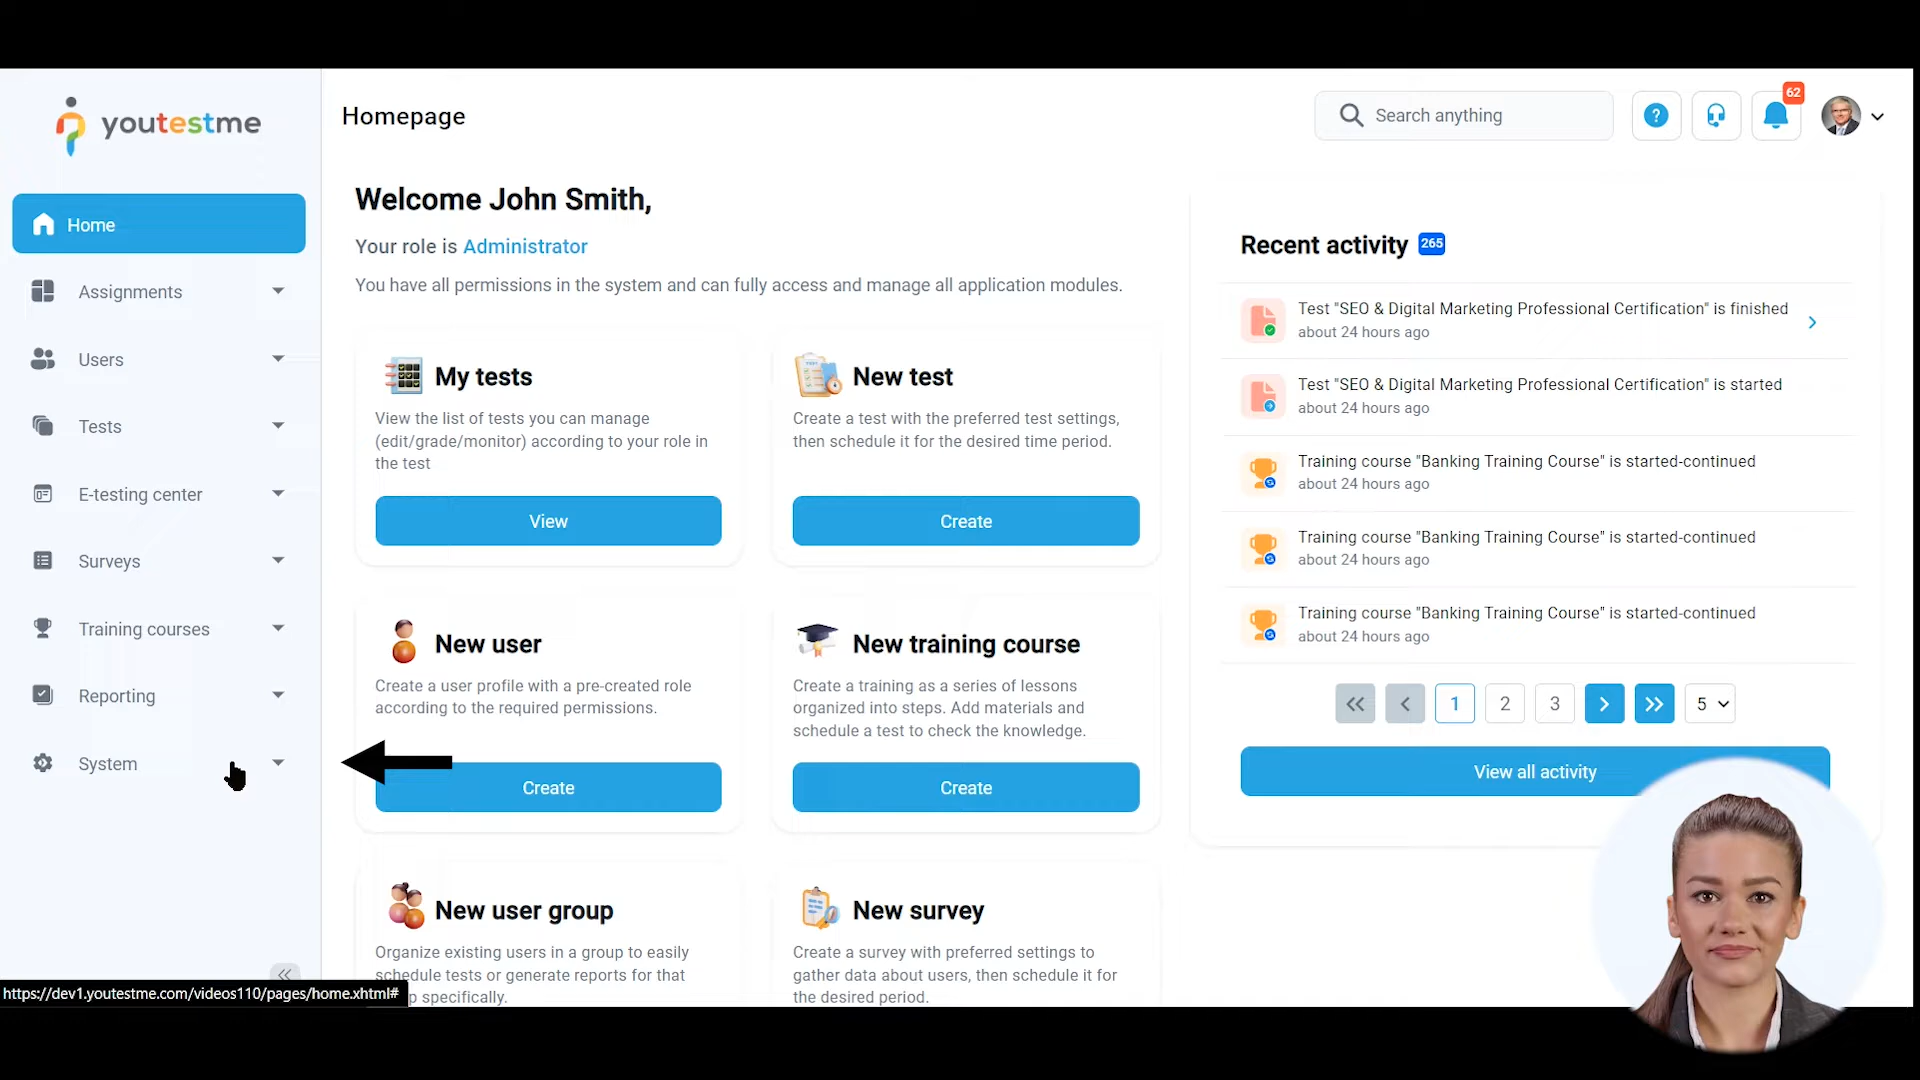 youtestme
Homepage
Search anything
?
62
Home
Assignments
Users
Tests
E-testing center
Surveys
Training courses
Reporting
System
Welcome John Smith,
Your role is Administrator
You have all permissions in the system and can fully access and manage all application modules.
My tests
View the list of tests you can manage
(edit/grade/monitor) according to your role in
the test
View
New test
Create a test with the preferred test settings,
then schedule it for the desired time period.
Create
New user
Create a user profile with a pre-created role
according to the required permissions.
Create
New training course
Create a training as a series of lessons
organized into steps. Add materials and
schedule a test to check the knowledge.
Create
New user group
Organize existing users in a group to easily
schedule tests or generate reports for that
p specifically.
New survey
Create a survey with preferred settings to
gather data about users, then schedule it for
the desired period.
Recent activity 265
Test "SEO & Digital Marketing Professional Certification" is finished
about 24 hours ago
Test "SEO & Digital Marketing Professional Certification" is started
about 24 hours ago
Training course "Banking Training Course" is started-continued
about 24 hours ago
Training course "Banking Training Course" is started-continued
about 24 hours ago
Training course "Banking Training Course" is started-continued
about 24 hours ago
1 2 3 5
View all activity
https://dev1.youtestme.com/videos110/pages/home.xhtml#